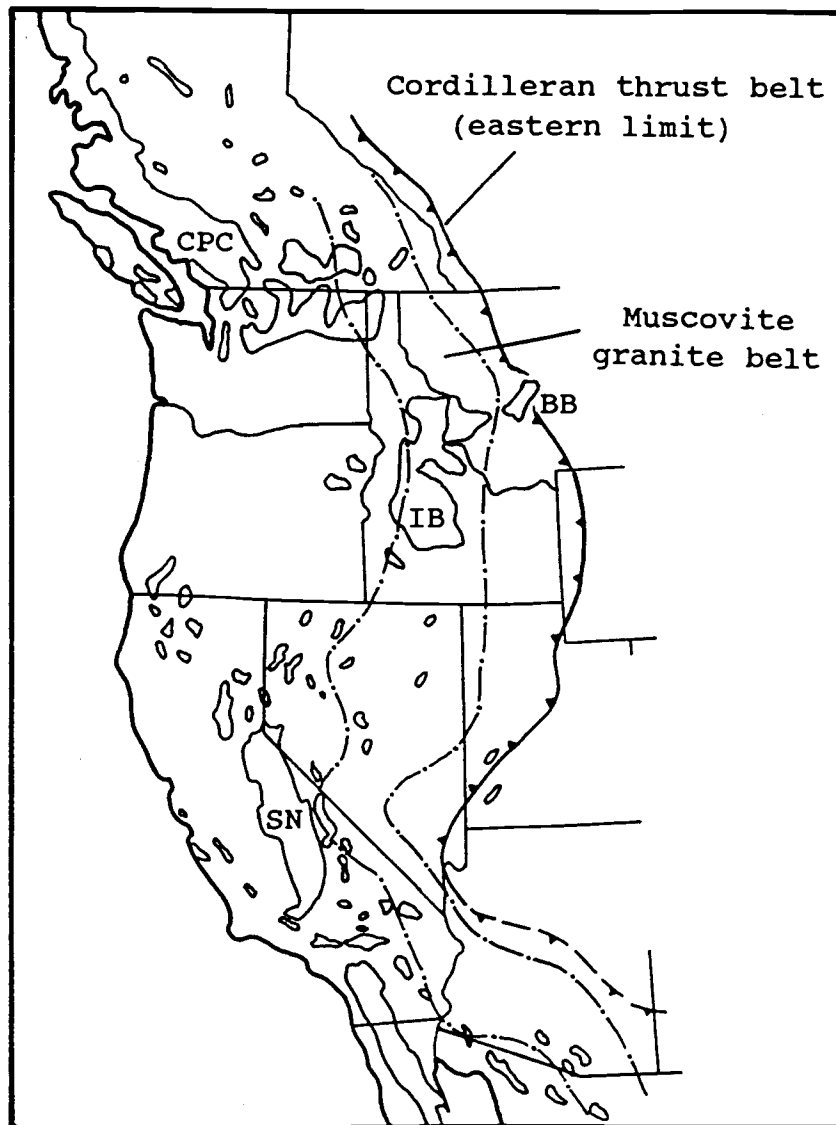 Cordilleran thrust belt
(eastern limit)
CPC
Muscovite
granite belt
BB
IB
SN